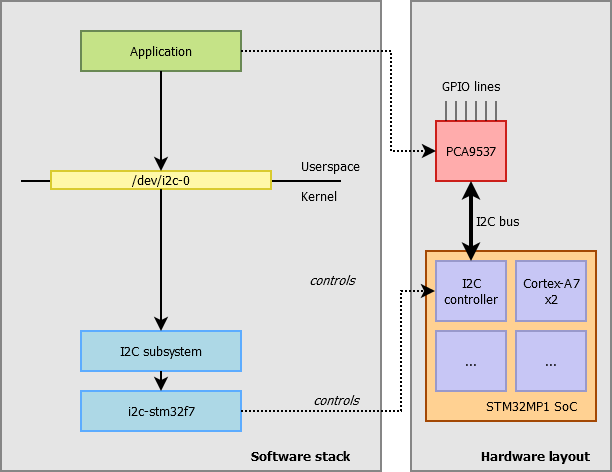 Application
/dev/i2c-0
Userspace
Kernel
controls
I2C subsystem
i2c-stm32f7
controls
Software stack
GPIO lines
PCA9537
I2C bus
I2C
controller
Cortex-A7
x2
...
...
STM32MP1 SoC
Hardware layout